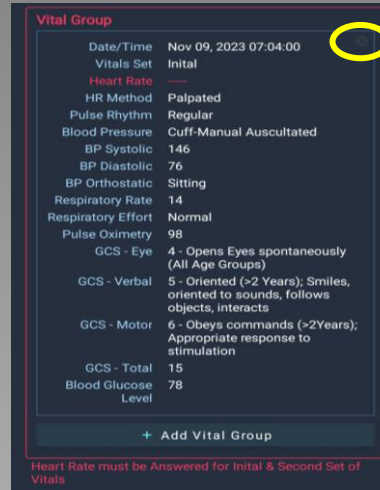 Vital Group
Date/Time Nov 09, 2023 07:04:00
Vitals Set Inital
Heart Rate -----
HR Method Palpated
Pulse Rhythm Regular
Blood Pressure Cuff-Manual Auscultated
BP Systolic 146
BP Diastolic 76
BP Orthostatic Sitting
Respiratory Rate 14
Respiratory Effort Normal
Pulse Oximetry 98
GCS - Eye 4 - Opens Eyes spontaneously
(All Age Groups)
GCS - Verbal 5 - Oriented (>2 Years); Smiles,
oriented to sounds, follows
objects, interacts
GCS - Motor 6 - Obeys commands (>2Years);
Appropriate response to
stimulation
GCS - Total 15
Blood Glucose 78
Level
+ Add Vital Group
Heart Rate must be Answered for Inital & Second Set of
Vitals